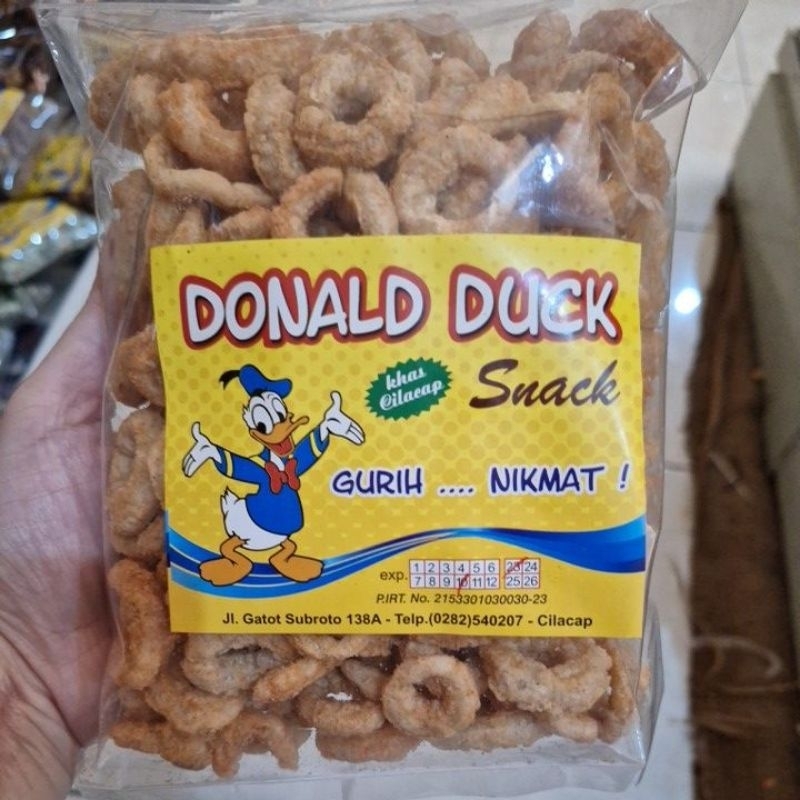 DONALD DUCK
khas
Cilacap
Snack
GURIH .... NIKMAT !
exp. 1 2 3 4 5 6 23 24
7 8 9 10 11 12 25 26
P.IRT. No. 2153301030030-23
Jl. Gatot Subroto 138A - Telp.(0282)540207 - Cilacap